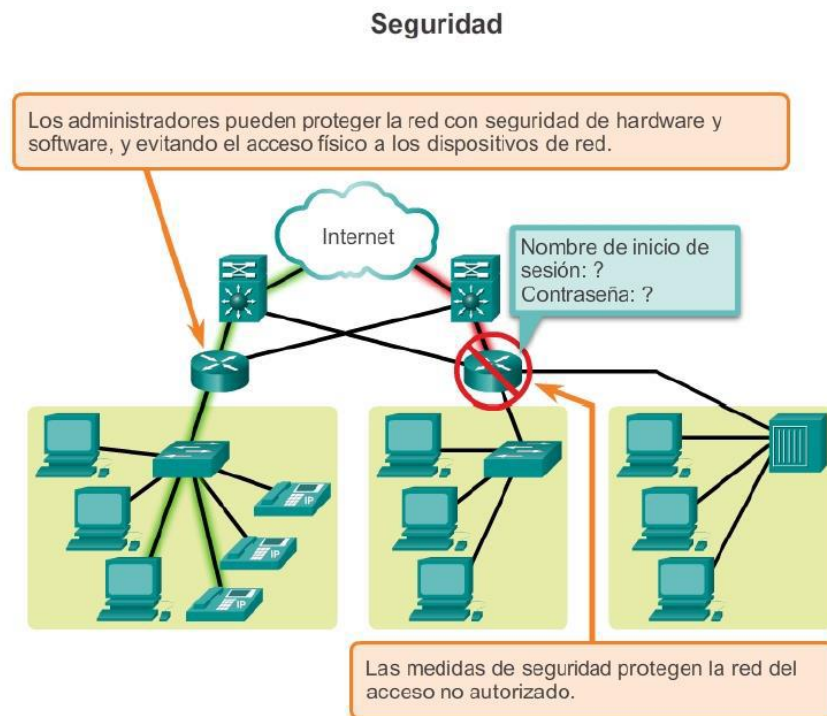 Seguridad
Los administradores pueden proteger la red con seguridad de hardware y
software, y evitando el acceso físico a los dispositivos de red.
Internet
Nombre de inicio de
sesión: ?
Contraseña: ?
IP
IP
IP
Las medidas de seguridad protegen la red del
acceso no autorizado.